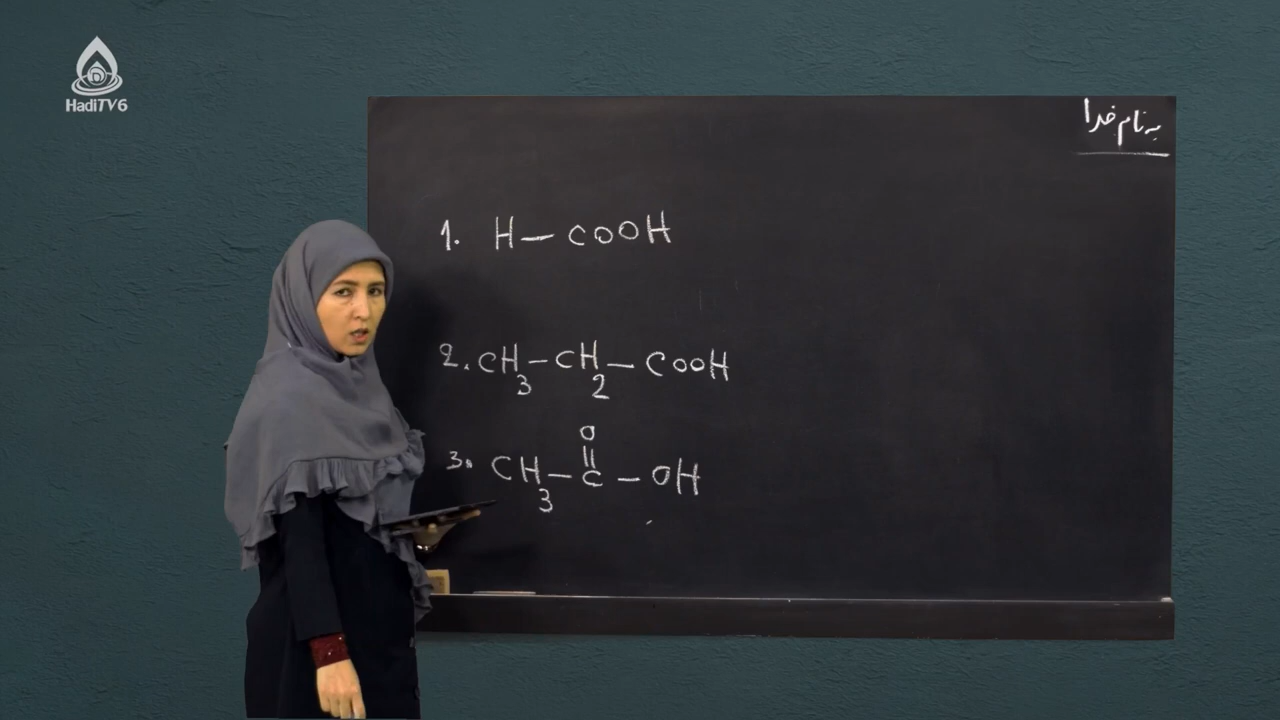 HadiTV6
به نام خدا
1. H—COOH
2. CH₃—CH₂—COOH
O
||
3. CH₃—C—OH